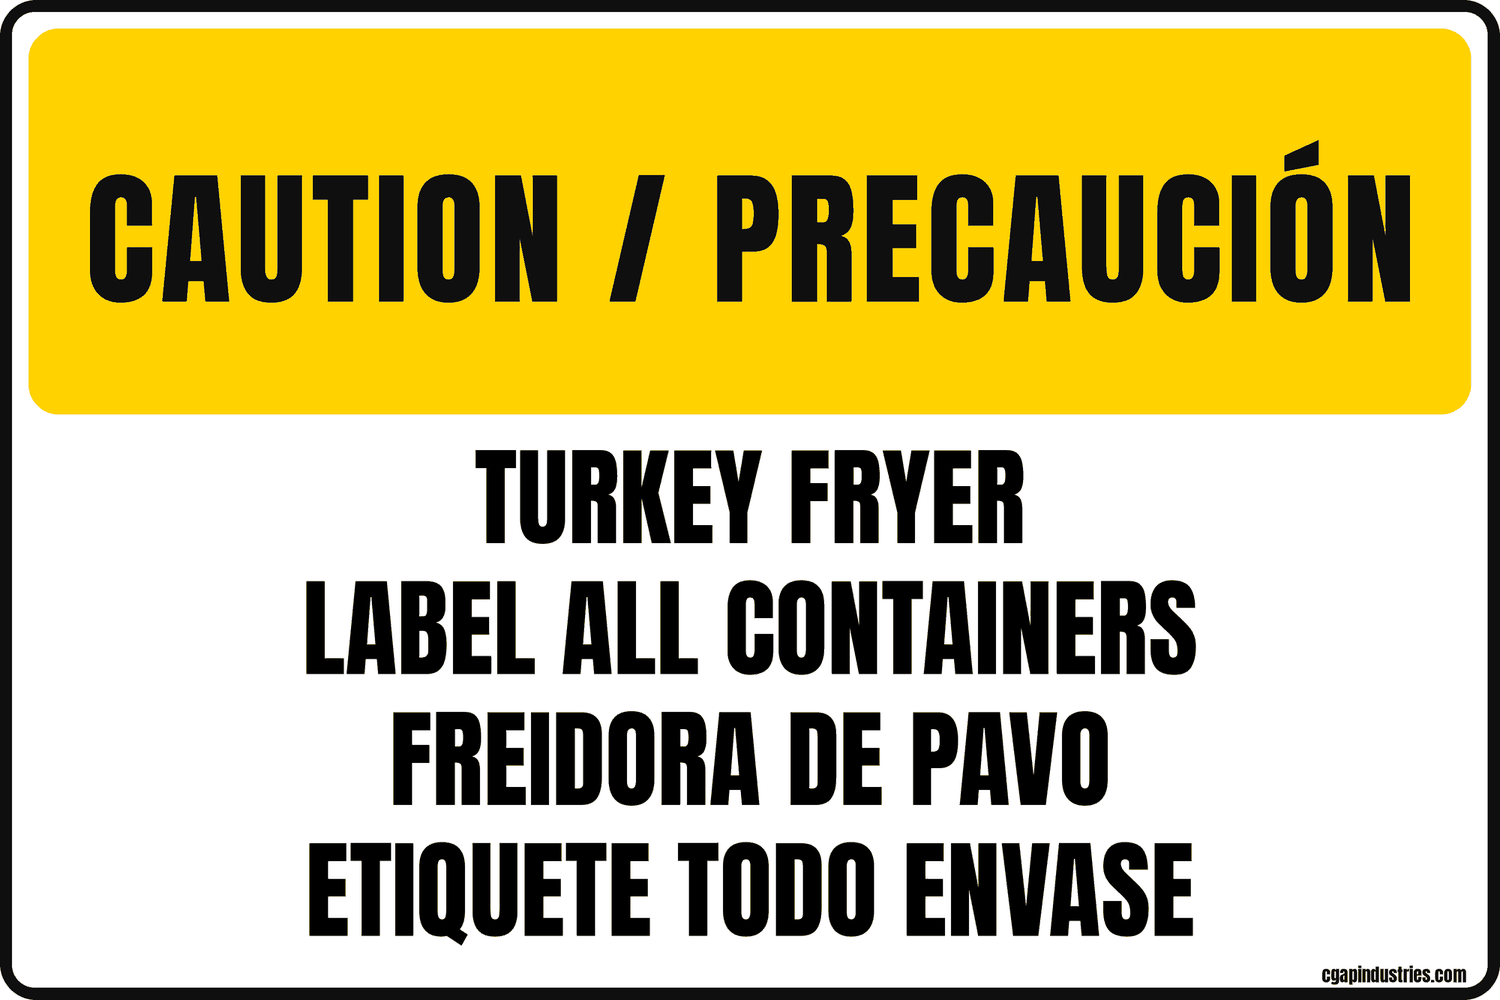 CAUTION / PRECAUCIÓN
TURKEY FRYER
LABEL ALL CONTAINERS
FREIDORA DE PAVO
ETIQUETE TODO ENVASE
cgapindustries.com